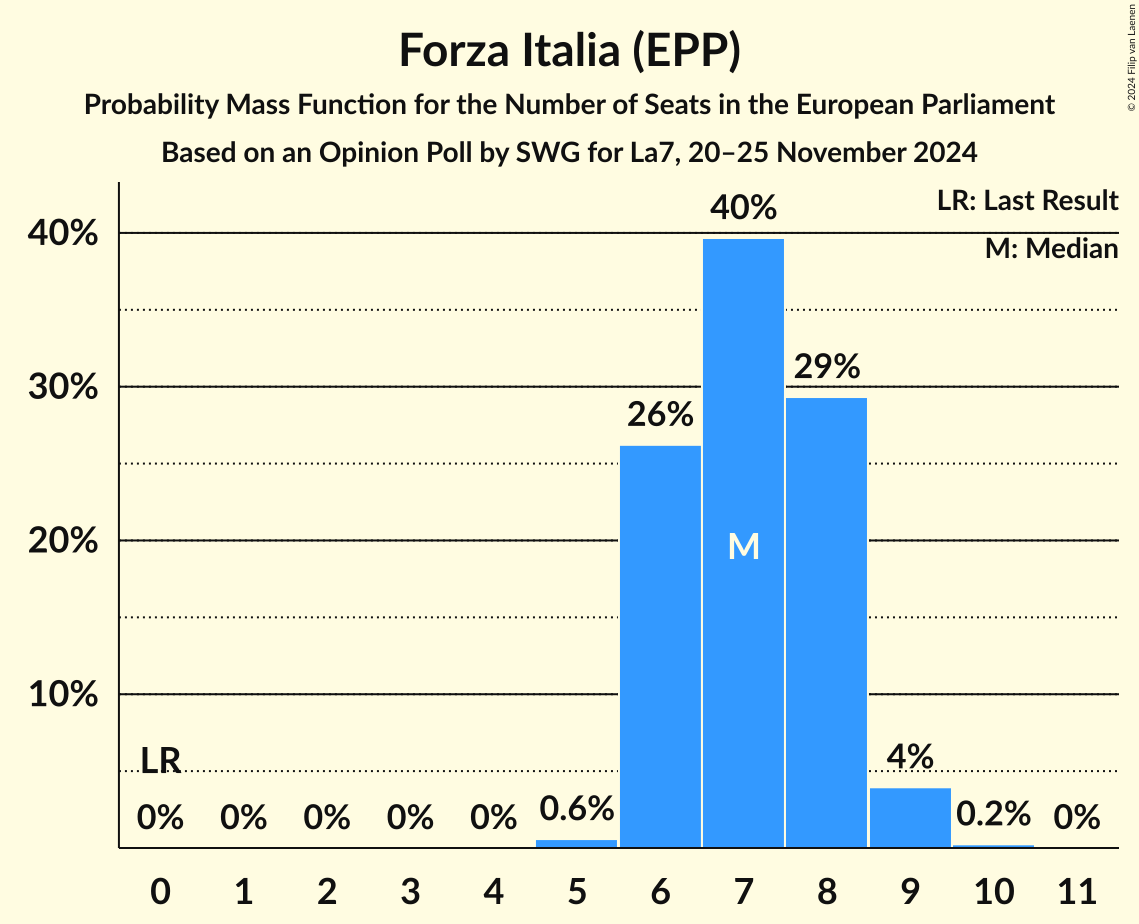 Forza Italia (EPP)
Probability Mass Function for the Number of Seats in the European Parliament
Based on an Opinion Poll by SWG for La7, 20–25 November 2024
© 2024 Filip van Laenen
LR: Last Result
M: Median
40%
30%
20%
10%
LR
0%
0%
0%
0%
0%
0.6%
26%
40%
M
29%
4%
0.2%
0%
0 1 2 3 4 5 6 7 8 9 10 11